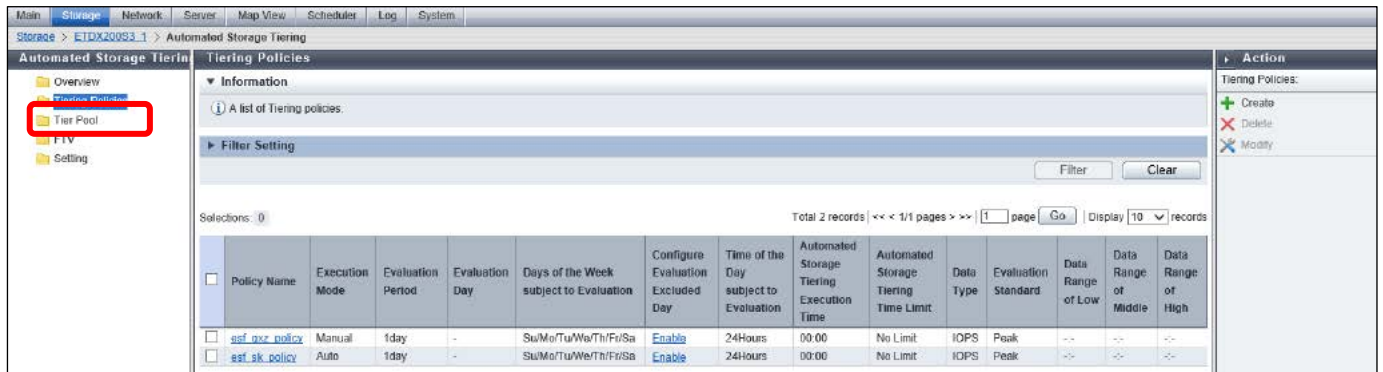 Main Storage Network Server Map View Scheduler Log System
Storage > ETDX200S3_1 > Automated Storage Tiering
Automated Storage Tiering
Overview
Tiering Policies
Tier Pool
FTV
Setting
Tiering Policies
Information
A list of Tiering policies.
Filter Setting
Filter Clear
Selections: 0 Total 2 records << < 1/1 pages > >> 1 page Go Display 10 records
Policy Name
Execution Mode
Evaluation Period
Evaluation Day
Days of the Week subject to Evaluation
Configure Evaluation Excluded Day
Time of the Day subject to Evaluation
Automated Storage Tiering Execution Time
Automated Storage Tiering Time Limit
Data Type
Evaluation Standard
Data Range of Low
Data Range of Middle
Data Range of High
esf_gxz_policy Manual 1day - Su/Mo/Tu/We/Th/Fr/Sa Enable 24Hours 00:00 No Limit IOPS Peak -:- -:- -:-
esf_sk_policy Auto 1day - Su/Mo/Tu/We/Th/Fr/Sa Enable 24Hours 00:00 No Limit IOPS Peak -:- -:- -:-
Action
Tiering Policies:
Create
Delete
Modify